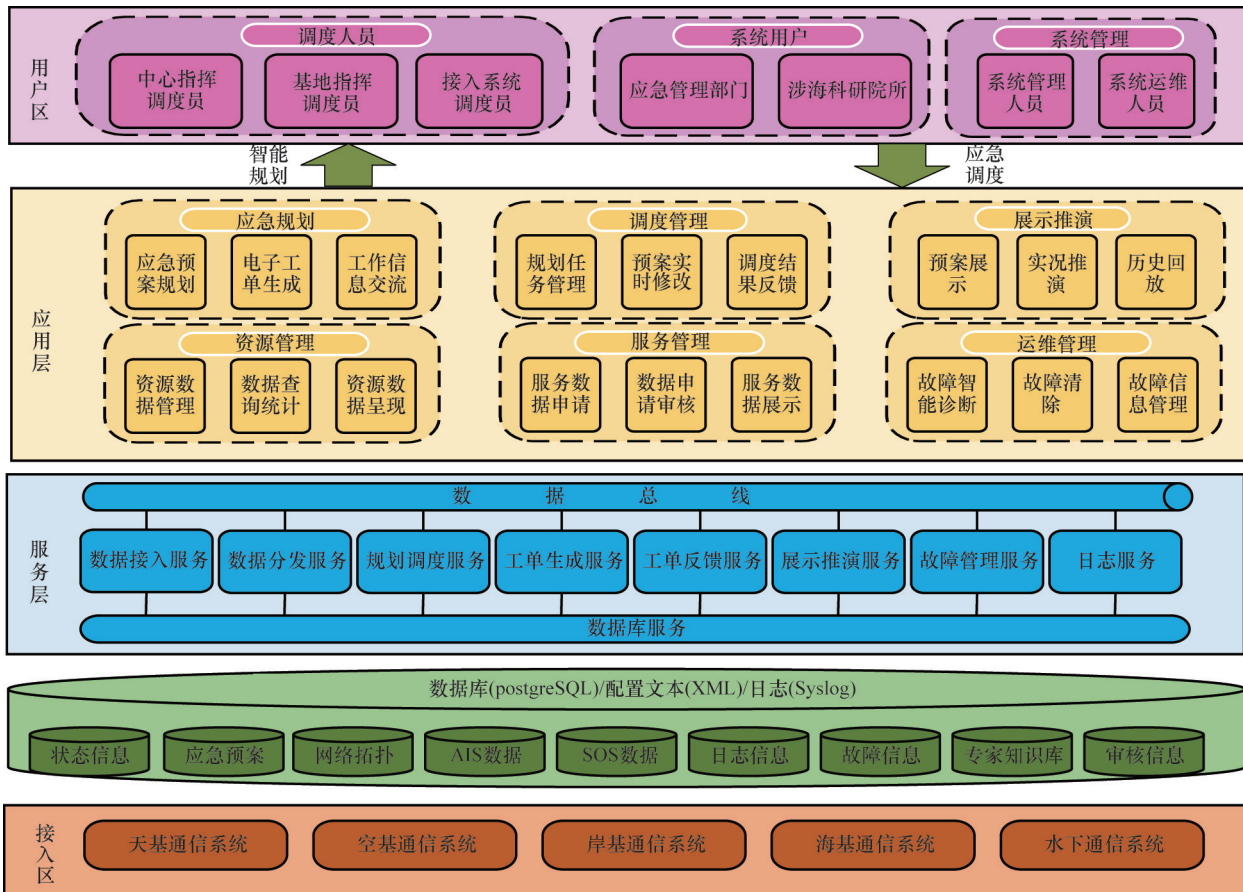 用户区
调度人员
中心指挥
调度员
基地指挥
调度员
接入系统
调度员
系统用户
应急管理部门
涉海科研院所
系统管理
系统管理
人员
系统运维
人员
智能
规划
应急
调度
应用层
应急规划
应急预
案规划
电子工
单生成
工作信
息交流
调度管理
规划任
务管理
预案实
时修改
调度结
果反馈
展示推演
预案展
示
实况推
演
历史回
放
资源管理
资源数
据管理
数据查
询统计
资源数
据呈现
服务管理
服务数
据申请
数据申
请审核
服务数
据展示
运维管理
故障智
能诊断
故障清
除
故障信
息管理
服务层
数据总线
数据接入服务
数据分发服务
规划调度服务
工单生成服务
工单反馈服务
展示推演服务
故障管理服务
日志服务
数据库服务
数据库(postgreSQL)/配置文本(XML)/日志(Syslog)
状态信息
应急预案
网络拓扑
AIS数据
SOS数据
日志信息
故障信息
专家知识库
审核信息
接入区
天基通信系统
空基通信系统
岸基通信系统
海基通信系统
水下通信系统